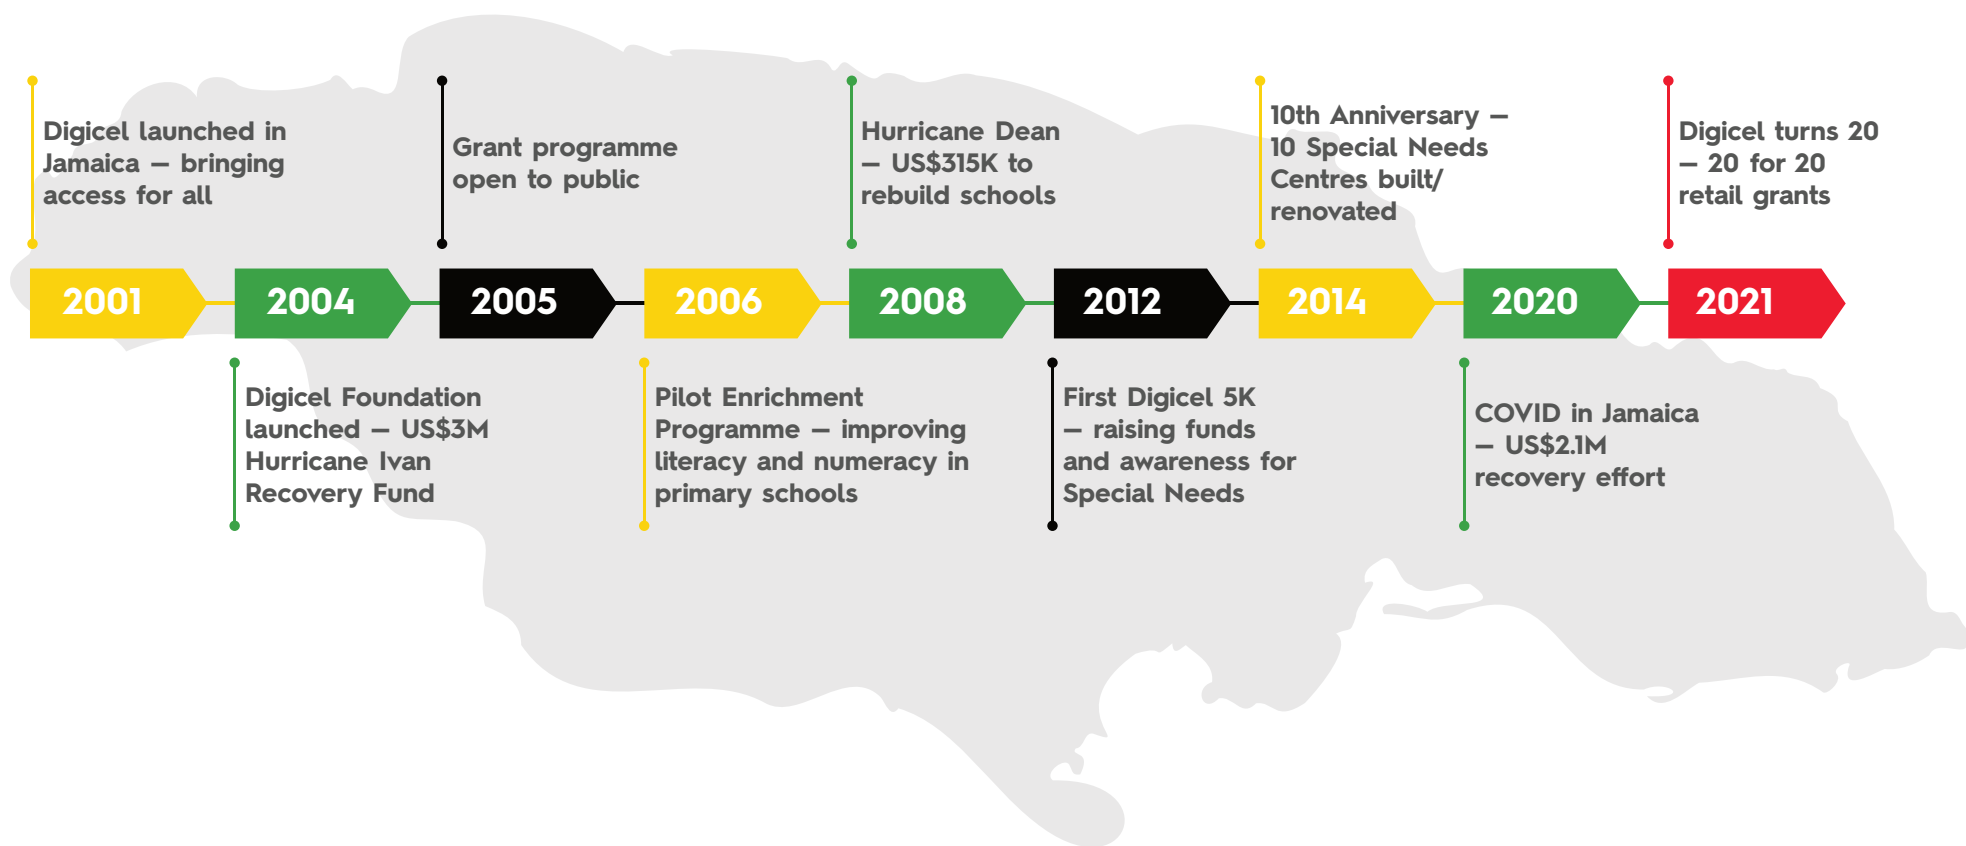 Digicel launched in
Jamaica – bringing
access for all
Grant programme
open to public
Hurricane Dean
– US$315K to
rebuild schools
10th Anniversary –
10 Special Needs
Centres built/
renovated
Digicel turns 20
– 20 for 20
retail grants
2001
2004
2005
2006
2008
2012
2014
2020
2021
Digicel Foundation
launched – US$3M
Hurricane Ivan
Recovery Fund
Pilot Enrichment
Programme – improving
literacy and numeracy in
primary schools
First Digicel 5K
– raising funds
and awareness for
Special Needs
COVID in Jamaica
– US$2.1M
recovery effort